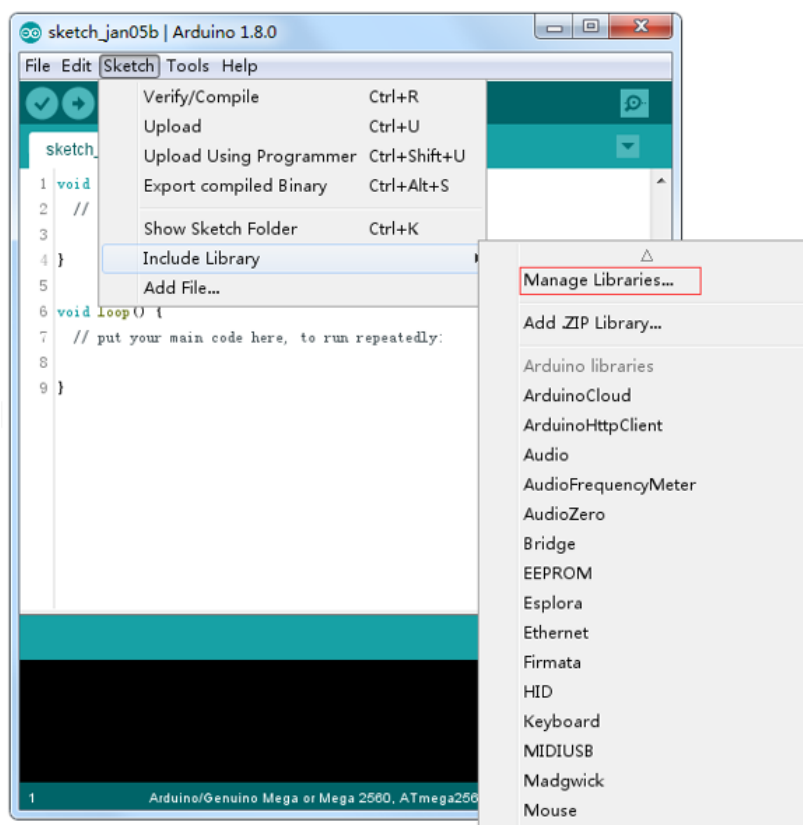 sketch_jan05b | Arduino 1.8.0
File Edit Sketch Tools Help
Verify/Compile Ctrl+R
Upload Ctrl+U
Upload Using Programmer Ctrl+Shift+U
Export compiled Binary Ctrl+Alt+S
Show Sketch Folder Ctrl+K
Include Library
Add File...
sketch_
1 void
2 //
3
4 }
5
6 void loop() {
7 // put your main code here, to run repeatedly:
8
9 }
Manage Libraries...
Add .ZIP Library...
Arduino libraries
ArduinoCloud
ArduinoHttpClient
Audio
AudioFrequencyMeter
AudioZero
Bridge
EEPROM
Esplora
Ethernet
Firmata
HID
Keyboard
MIDIUSB
Madgwick
Mouse
1 Arduino/Genuino Mega or Mega 2560, ATmega256